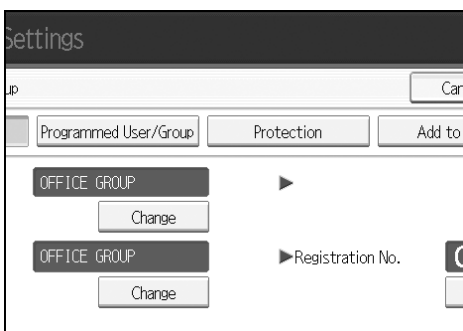 Settings
up
Can
Programmed User/Group Protection Add to
OFFICE GROUP ▶
Change
OFFICE GROUP ▶Registration No.
Change